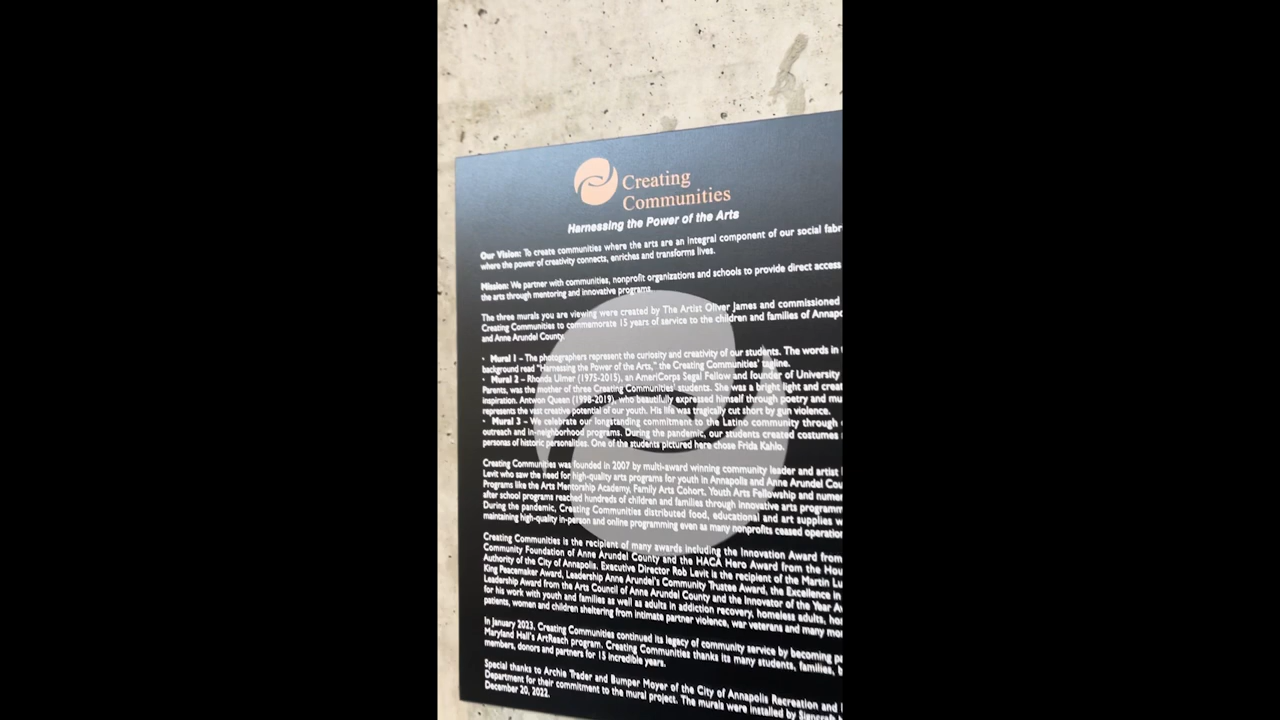 Creating
Communities
Harnessing the Power of the Arts
Our Vision: To create communities where the arts are an integral component of our social fabr
where the power of creativity connects, enriches and transforms lives.
Mission: We partner with communities, nonprofit organizations and schools to provide direct access
the arts through mentoring and innovative programs.
The three murals you are viewing were created by The Artist Oliver James and commissioned
Creating Communities to commemorate 15 years of service to the children and families of Annapo
and Anne Arundel County.
• Mural 1 – The photographers represent the curiosity and creativity of our students. The words in t
background read "Harnessing the Power of the Arts," the Creating Communities' tagline.
• Mural 2 – Rhonda Ulmer (1975-2015), an AmeriCorps Segal Fellow and founder of University
Parents, was the mother of three Creating Communities' students. She was a bright light and creat
inspiration. Antwon Queen (1998-2019), who beautifully expressed himself through poetry and mu
represents the vast creative potential of our youth. His life was tragically cut short by gun violence.
• Mural 3 – We celebrate our longstanding commitment to the Latino community through
outreach and in-neighborhood programs. During the pandemic, our students created costumes
personas of historic personalities. One of the students pictured here chose Frida Kahlo.
Creating Communities was founded in 2007 by multi-award winning community leader and artist
Levit who saw the need for high-quality arts programs for youth in Annapolis and Anne Arundel Cou
Programs like the Arts Mentorship Academy, Family Arts Cohort, Youth Arts Fellowship and numer
after school programs reached hundreds of children and families through innovative arts programm
During the pandemic, Creating Communities distributed food, educational and art supplies w
maintaining high-quality in-person and online programming even as many nonprofits ceased operation
Creating Communities is the recipient of many awards including the Innovation Award from
Community Foundation of Anne Arundel County and the HACA Hero Award from the Hou
Authority of the City of Annapolis. Executive Director Rob Levit is the recipient of the Martin Lu
King Peacemaker Award, Leadership Anne Arundel's Community Trustee Award, the Excellence in
Leadership Award from the Arts Council of Anne Arundel County and the Innovator of the Year A
for his work with youth and families as well as adults in addiction recovery, homeless adults, ho
patients, women and children sheltering from intimate partner violence, war veterans and many mo
In January 2023, Creating Communities continued its legacy of community service by becoming pa
Maryland Hall's ArtReach program. Creating Communities thanks its many students, families, b
members, donors and partners for 15 incredible years.
Special thanks to Archie Trader and Bumper Moyer of the City of Annapolis Recreation and
Department for their commitment to the mural project. The murals were installed by Signcraft
December 20, 2022.